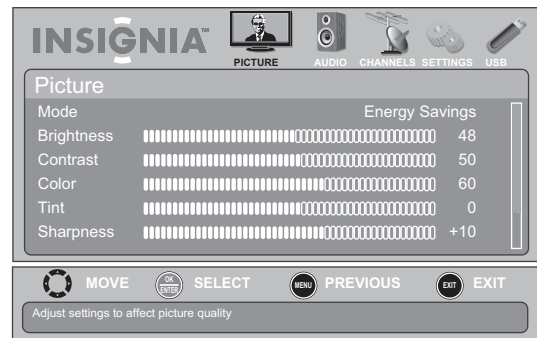 INSIGNIA™
PICTURE AUDIO CHANNELS SETTINGS USB
Picture
Mode Energy Savings
Brightness 48
Contrast 50
Color 60
Tint 0
Sharpness +10
MOVE OK ENTER SELECT MENU PREVIOUS EXIT EXIT
Adjust settings to affect picture quality